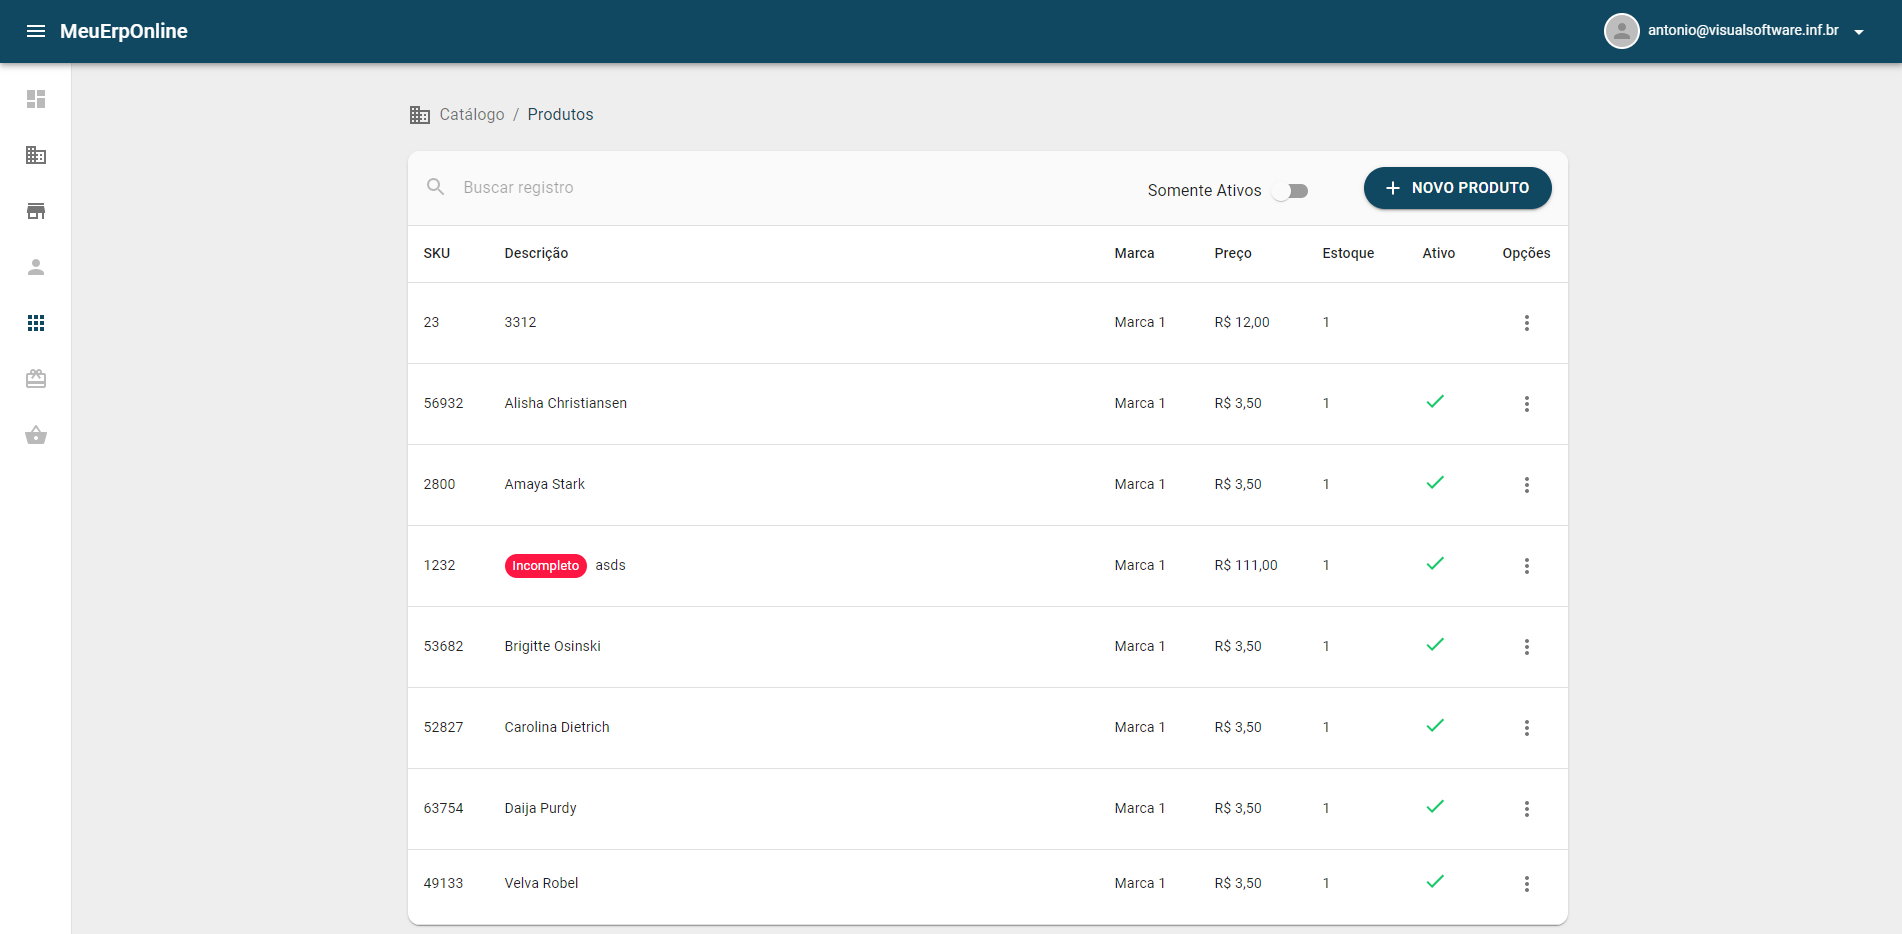 MeuErpOnline
antonio@visualsoftware.inf.br
Catálogo / Produtos
Buscar registro
Somente Ativos
NOVO PRODUTO
SKU Descrição Marca Preço Estoque Ativo Opções
23 3312 Marca 1 R$ 12,00 1
56932 Alisha Christiansen Marca 1 R$ 3,50 1
2800 Amaya Stark Marca 1 R$ 3,50 1
1232 Incompleto asds Marca 1 R$ 111,00 1
53682 Brigitte Osinski Marca 1 R$ 3,50 1
52827 Carolina Dietrich Marca 1 R$ 3,50 1
63754 Daija Purdy Marca 1 R$ 3,50 1
49133 Velva Robel Marca 1 R$ 3,50 1